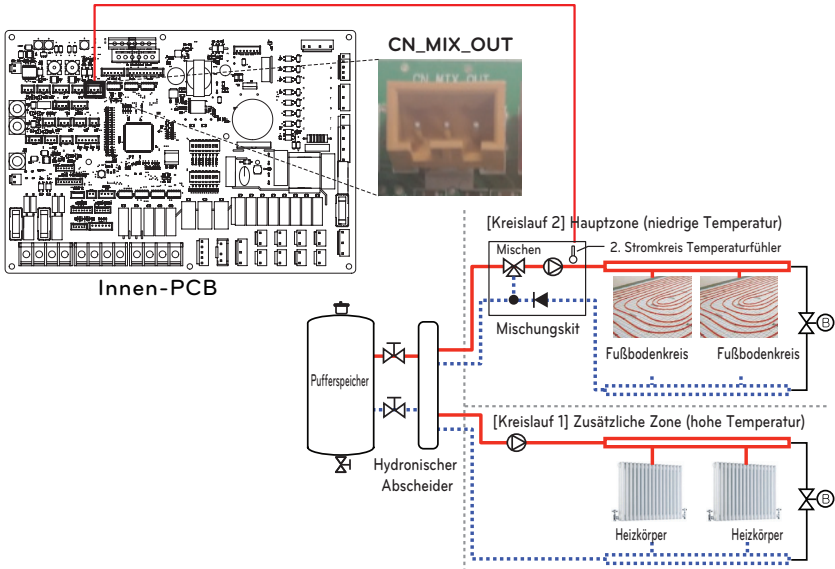 CN_MIX_OUT
CN_MIX_OUT
Innen-PCB
[Kreislauf 2] Hauptzone (niedrige Temperatur)
Mischen
2. Stromkreis Temperaturfühler
Mischungskit
Fußbodenkreis
Fußbodenkreis
B
Pufferspeicher
Hydronischer
Abscheider
[Kreislauf 1] Zusätzliche Zone (hohe Temperatur)
Heizkörper
Heizkörper
B